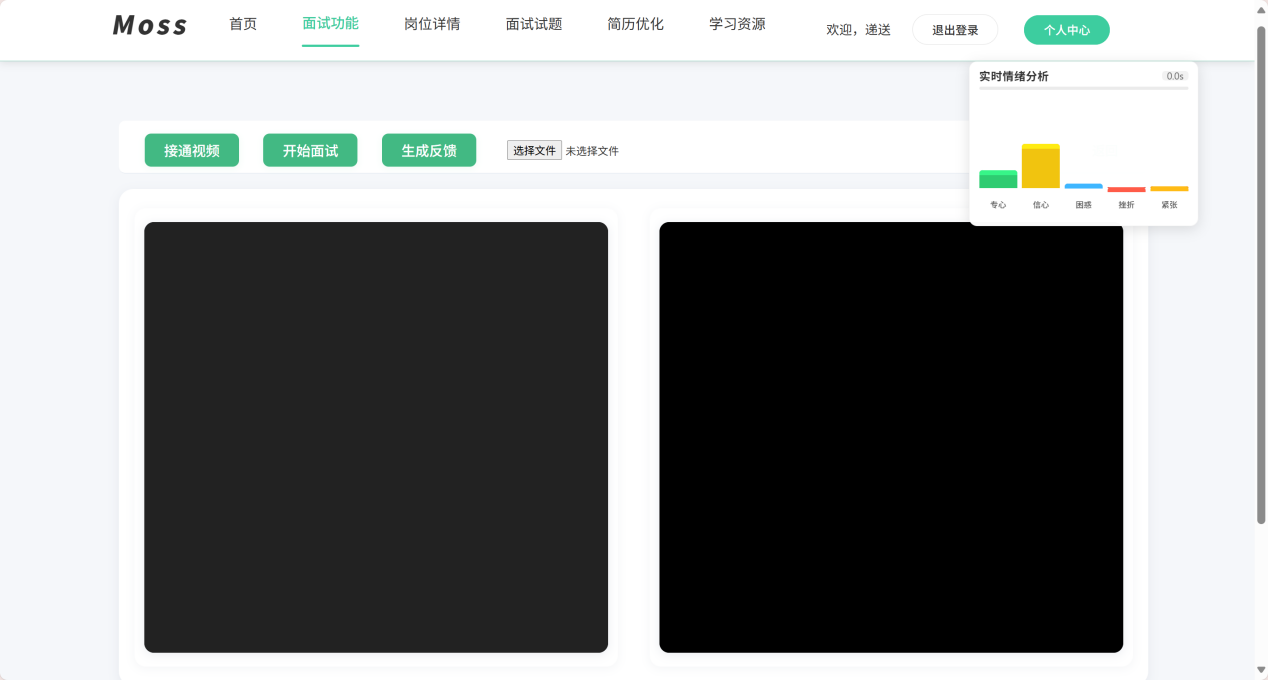 Moss 首页 面试功能 岗位详情 面试试题 简历优化 学习资源 欢迎，递送 退出登录 个人中心
实时情绪分析 0.0s
接通视频 开始面试 生成反馈 选择文件 未选择文件
专心 信心 困惑 挫折 紧张